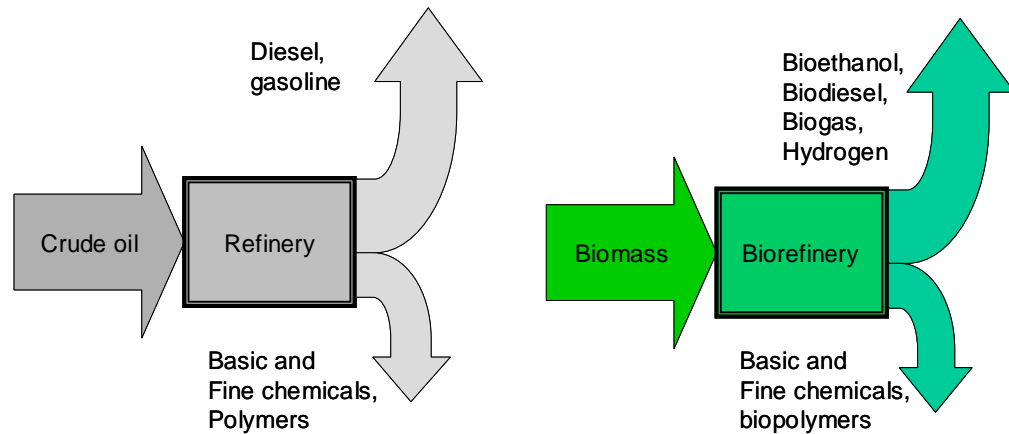 Diesel,
gasoline
Crude oil
Refinery
Basic and
Fine chemicals,
Polymers
Bioethanol,
Biodiesel,
Biogas,
Hydrogen
Biomass
Biorefinery
Basic and
Fine chemicals,
biopolymers